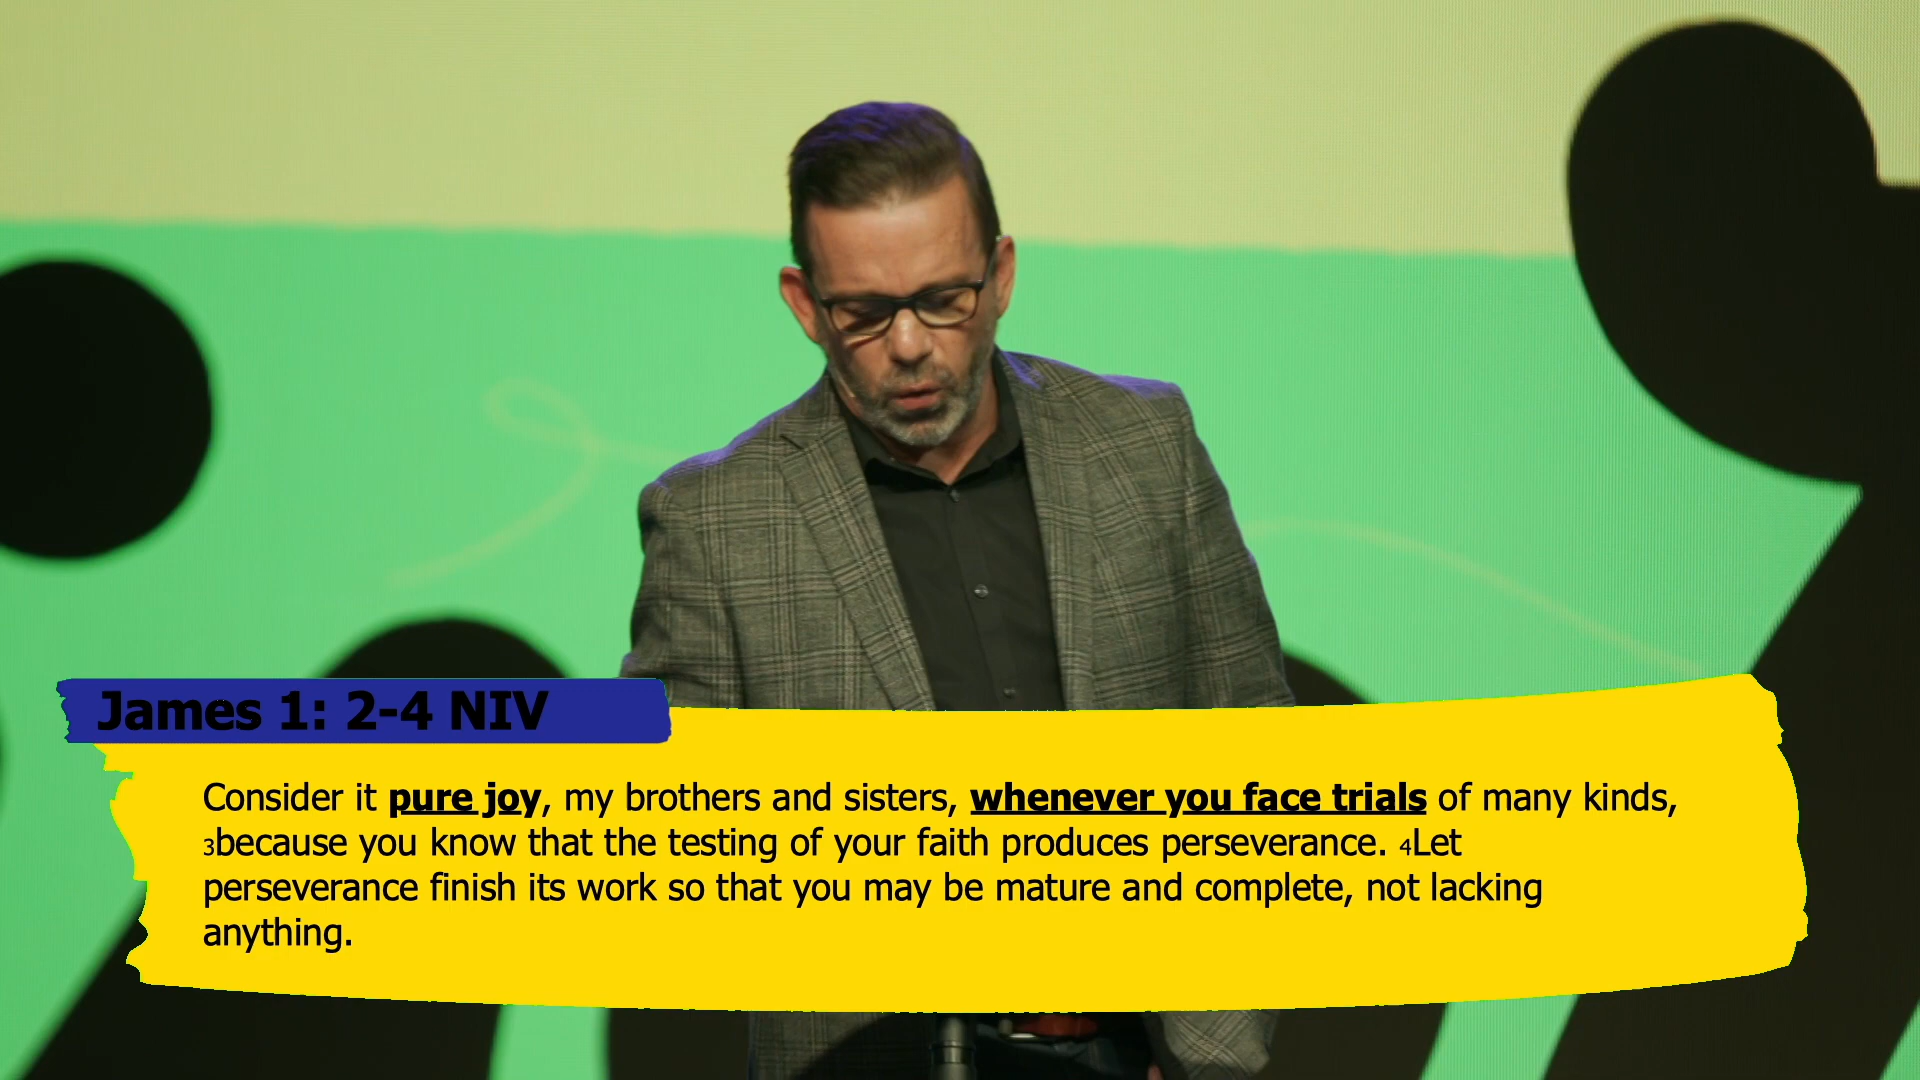 James 1: 2-4 NIV
Consider it pure joy, my brothers and sisters, whenever you face trials of many kinds,
3because you know that the testing of your faith produces perseverance. 4Let
perseverance finish its work so that you may be mature and complete, not lacking
anything.